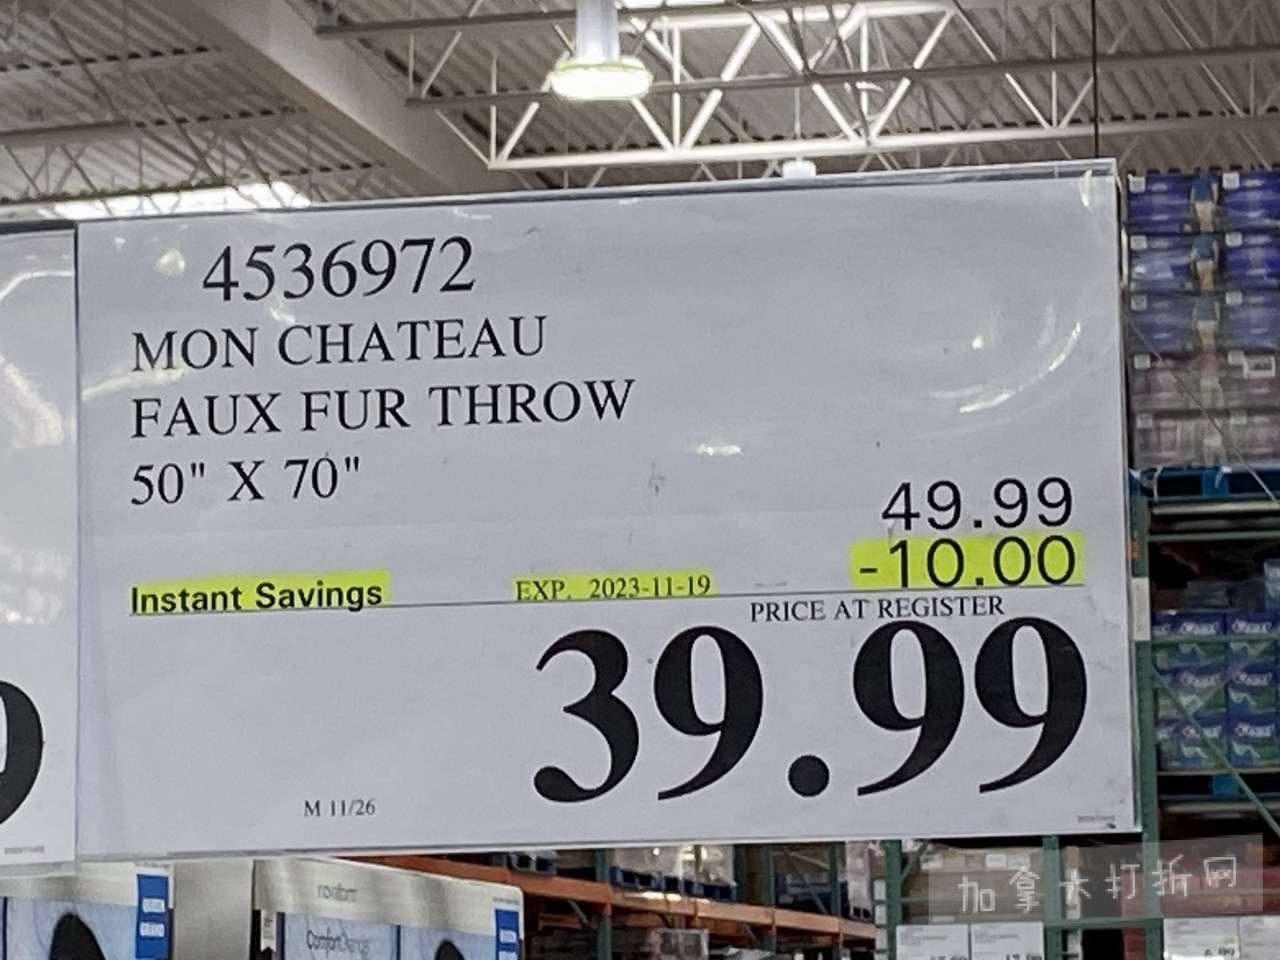 4536972
MON CHATEAU
FAUX FUR THROW
50" X 70"
49.99
-10.00
Instant Savings
EXP. 2023-11-19
PRICE AT REGISTER
39.99
M 11/26
novaform
加拿大打折网